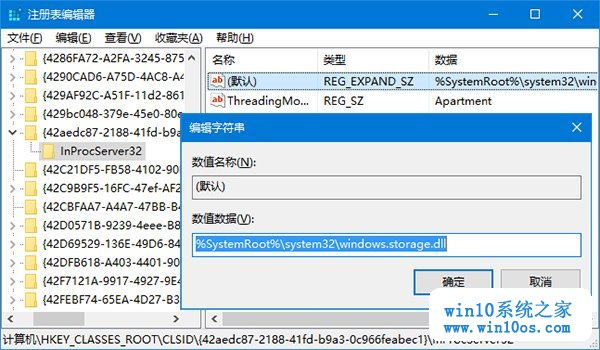 注册表编辑器
文件(F) 编辑(E) 查看(V) 收藏夹(A) 帮助(H)
{4286FA72-A2FA-3245-875
{4290CAD6-A75D-4AC8-A4
{429AF92C-A51F-11d2-861
{429bc048-379e-45e0-80e
{42aedc87-2188-41fd-b9a
InProcServer32
{42C21DF5-FB58-4102-90
{42C9B9F5-16FC-47ef-AF2
{42CBFAA7-A4A7-47BB-B4
{42D0571B-9239-4eee-B8
{42D69529-136E-49D6-84
{42DFB618-A403-4401-90
{42F7121A-9917-4927-9E4
{42FEBF74-65EA-4D27-B3
名称 类型 数据
(默认) REG_EXPAND_SZ %SystemRoot%\system32\win
ThreadingMo... REG_SZ Apartment
编辑字符串
数值名称(N):
(默认)
数值数据(V):
%SystemRoot%\system32\windows.storage.dll
确定 取消
计算机\HKEY_CLASSES_ROOT\CLSID\{42aedc87-2188-41fd-b9a3-0c966feabec1}\InProcServer32
win10系统之家
www.win10os.com